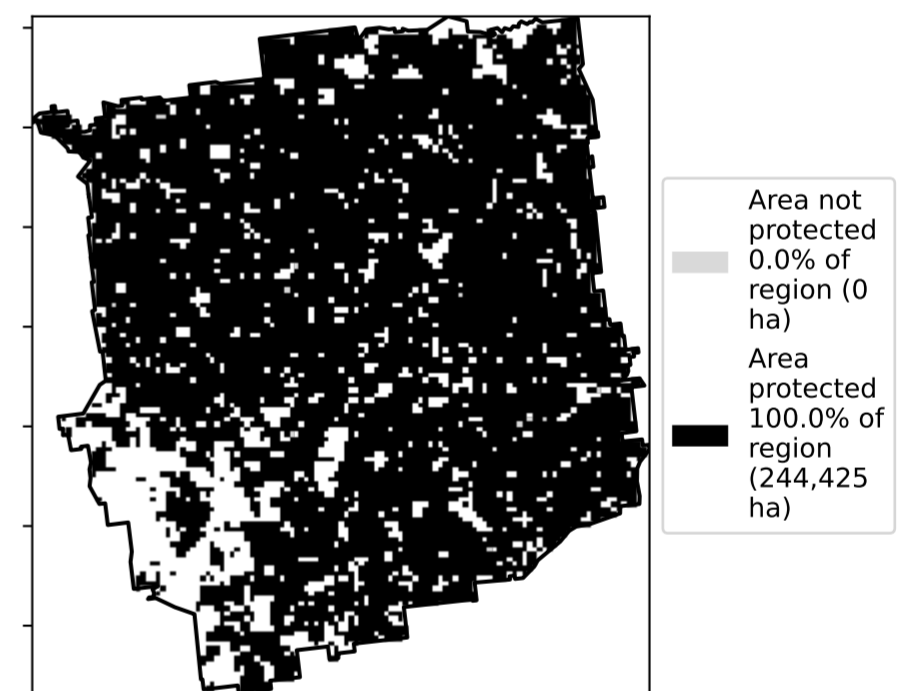 Area not
protected
0.0% of
region (0
ha)
Area
protected
100.0% of
region
(244,425
ha)